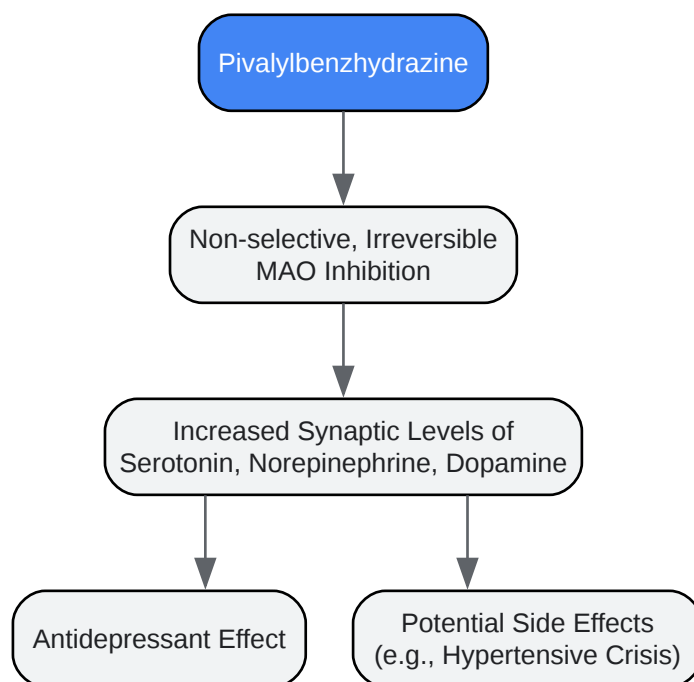 Pivalylbenzhydrazine
Non-selective, Irreversible
MAO Inhibition
Increased Synaptic Levels of
Serotonin, Norepinephrine, Dopamine
Antidepressant Effect
Potential Side Effects
(e.g., Hypertensive Crisis)